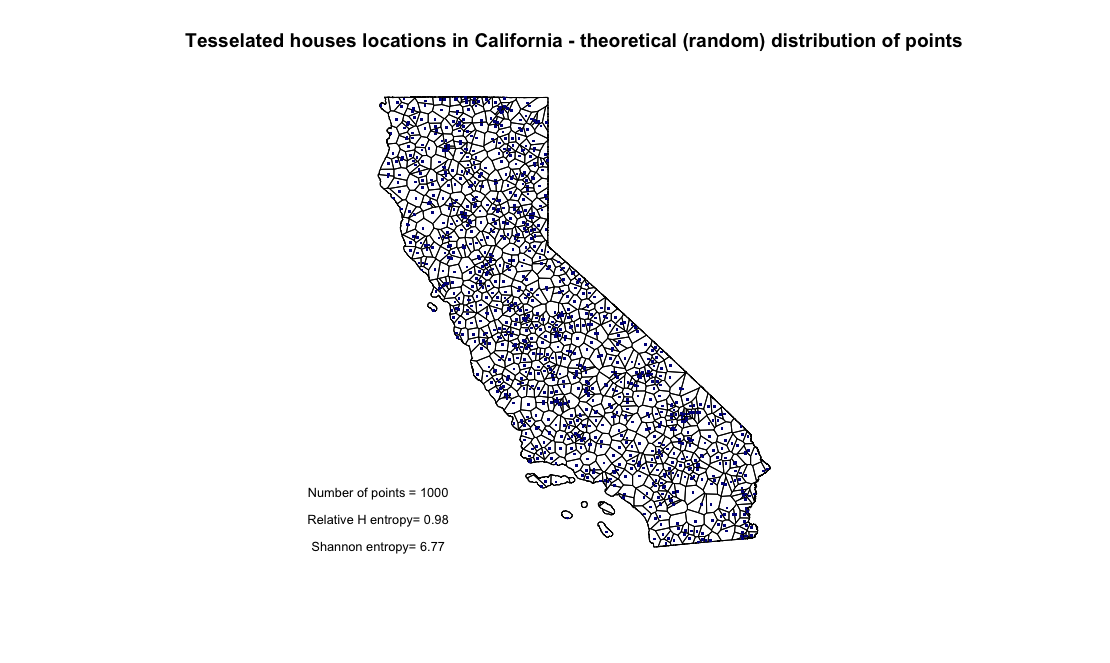 Tesselated houses locations in California - theoretical (random) distribution of points
Number of points = 1000
Relative H entropy= 0.98
Shannon entropy= 6.77